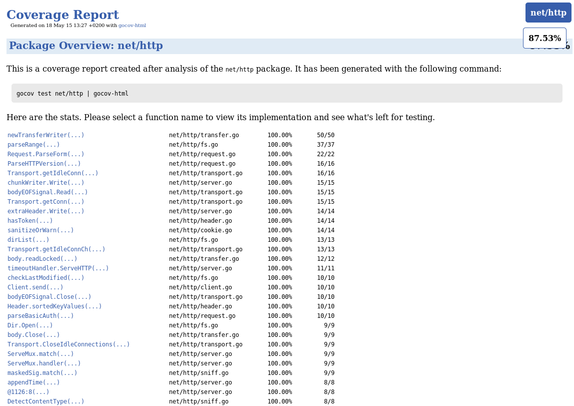 Coverage Report
Generated on 18 May 15 13:27 +0200 with gocov-html
net/http
87.53%
Package Overview: net/http
This is a coverage report created after analysis of the net/http package. It has been generated with the following command:
gocov test net/http | gocov-html
Here are the stats. Please select a function name to view its implementation and see what's left for testing.
newTransferWriter(...) net/http/transfer.go 100.00% 50/50
parseRange(...) net/http/fs.go 100.00% 37/37
Request.ParseForm(...) net/http/request.go 100.00% 22/22
ParseHTTPVersion(...) net/http/request.go 100.00% 16/16
Transport.getIdleConn(...) net/http/transport.go 100.00% 16/16
chunkWriter.Write(...) net/http/server.go 100.00% 15/15
bodyEOFSignal.Read(...) net/http/transport.go 100.00% 15/15
Transport.getConn(...) net/http/transport.go 100.00% 15/15
extraHeader.Write(...) net/http/server.go 100.00% 14/14
hasToken(...) net/http/header.go 100.00% 14/14
sanitizeOrWarn(...) net/http/cookie.go 100.00% 14/14
dirList(...) net/http/fs.go 100.00% 13/13
Transport.getIdleConnCh(...) net/http/transport.go 100.00% 13/13
body.readLocked(...) net/http/transfer.go 100.00% 12/12
timeoutHandler.ServeHTTP(...) net/http/server.go 100.00% 11/11
checkLastModified(...) net/http/fs.go 100.00% 10/10
Client.send(...) net/http/client.go 100.00% 10/10
bodyEOFSignal.Close(...) net/http/transport.go 100.00% 10/10
Header.sortedKeyValues(...) net/http/header.go 100.00% 10/10
parseBasicAuth(...) net/http/request.go 100.00% 10/10
Dir.Open(...) net/http/fs.go 100.00% 9/9
body.Close(...) net/http/transfer.go 100.00% 9/9
Transport.CloseIdleConnections(...) net/http/transport.go 100.00% 9/9
ServeMux.match(...) net/http/server.go 100.00% 9/9
ServeMux.handler(...) net/http/server.go 100.00% 9/9
maskedSig.match(...) net/http/sniff.go 100.00% 9/9
appendTime(...) net/http/server.go 100.00% 8/8
@1126:8(...) net/http/server.go 100.00% 8/8
DetectContentType(...) net/http/sniff.go 100.00% 8/8